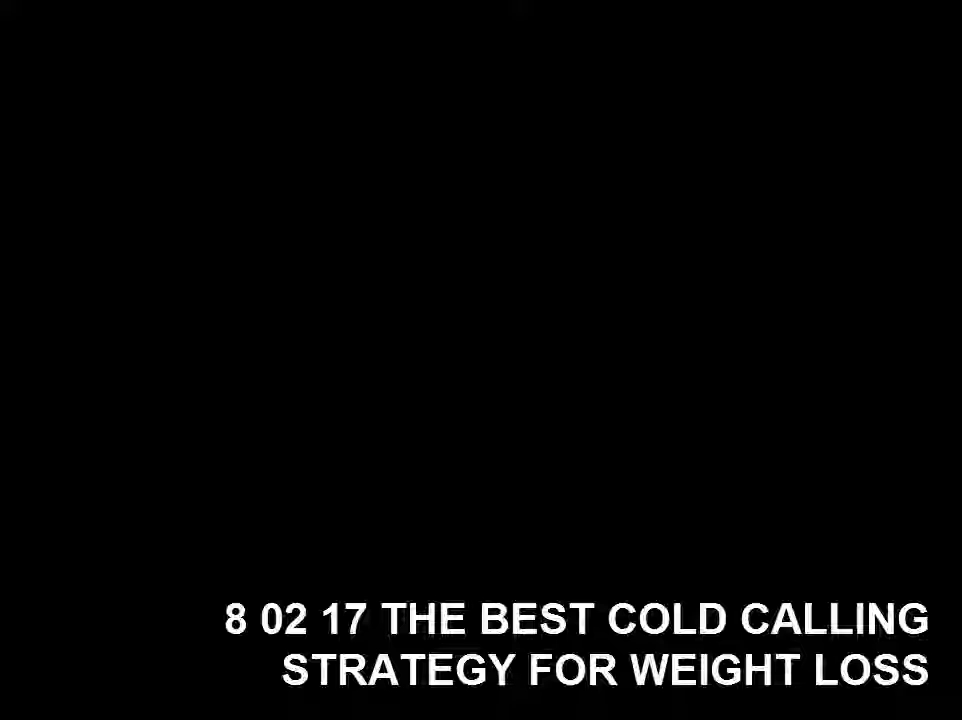 8 02 17 THE BEST COLD CALLING
STRATEGY FOR WEIGHT LOSS